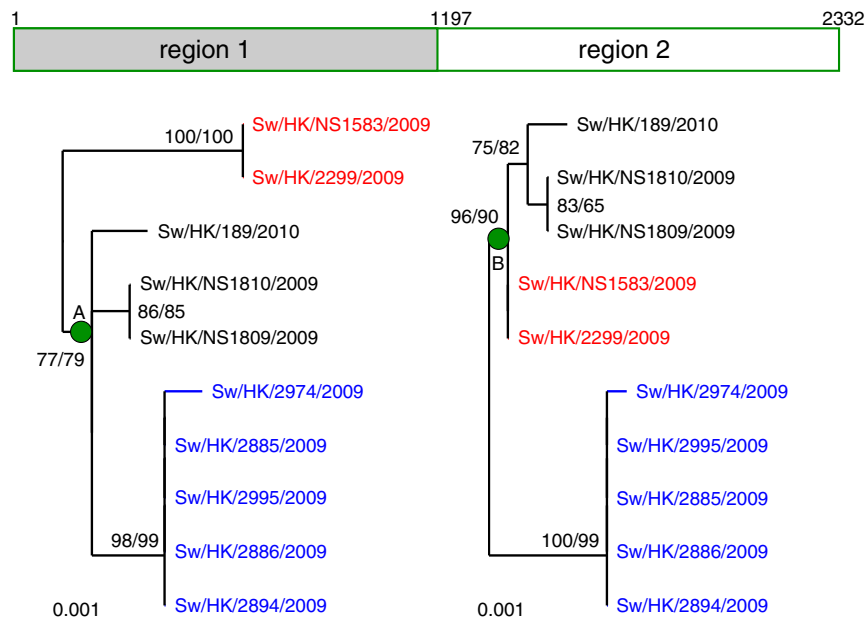 1 1197 2332
region 1 region 2
100/100
Sw/HK/NS1583/2009
Sw/HK/2299/2009
Sw/HK/189/2010
Sw/HK/NS1810/2009
86/85
Sw/HK/NS1809/2009
A
77/79
Sw/HK/2974/2009
Sw/HK/2885/2009
Sw/HK/2995/2009
98/99
Sw/HK/2886/2009
Sw/HK/2894/2009
0.001
Sw/HK/189/2010
75/82
Sw/HK/NS1810/2009
83/65
Sw/HK/NS1809/2009
96/90
B
Sw/HK/NS1583/2009
Sw/HK/2299/2009
Sw/HK/2974/2009
Sw/HK/2995/2009
Sw/HK/2885/2009
100/99
Sw/HK/2886/2009
Sw/HK/2894/2009
0.001